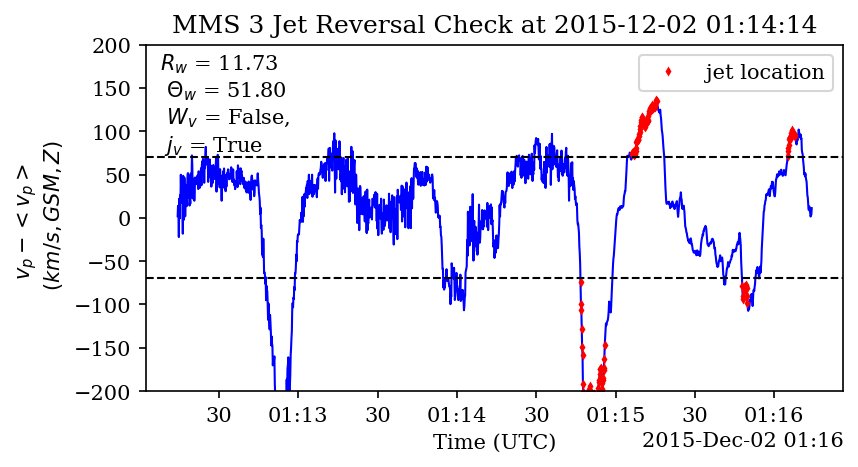 MMS 3 Jet Reversal Check at 2015-12-02 01:14:14
R_w = 11.73
Θ_w = 51.80
W_v = False,
j_v = True
jet location
200
150
100
50
0
−50
−100
−150
−200
v_p − < v_p >
(km/s, GSM, Z)
30 01:13 30 01:14 30 01:15 30 01:16
Time (UTC)
2015-Dec-02 01:16